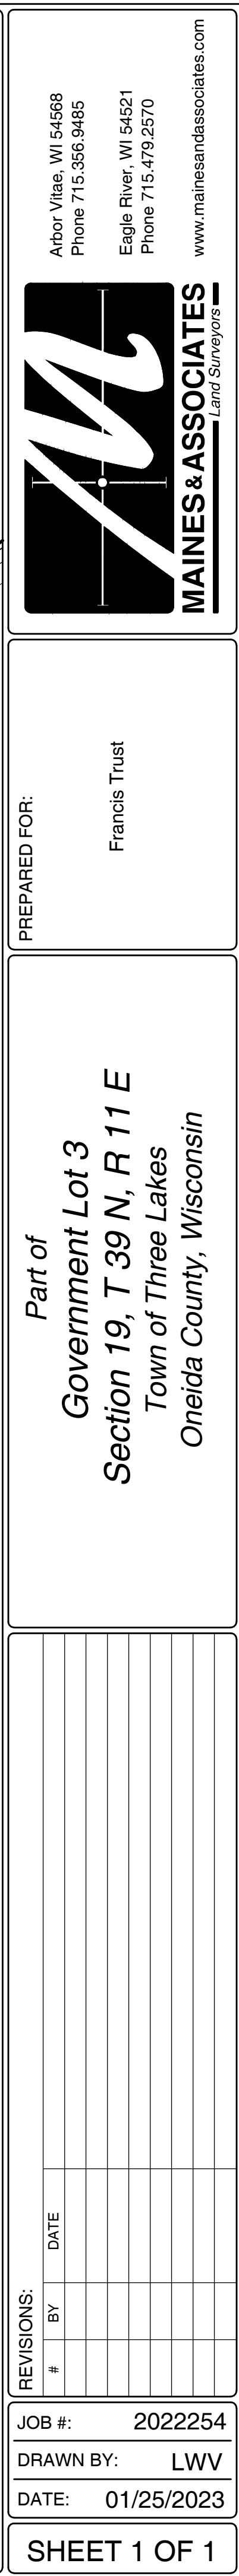 Arbor Vitae, WI 54568
Phone 715.356.9485
Eagle River, WI 54521
Phone 715.479.2570
www.mainesandassociates.com
M
MAINES & ASSOCIATES
Land Surveyors
PREPARED FOR:
Francis Trust
Part of
Government Lot 3
Section 19, T 39 N, R 11 E
Town of Three Lakes
Oneida County, Wisconsin
REVISIONS:
# BY DATE
JOB #: 2022254
DRAWN BY: LWV
DATE: 01/25/2023
SHEET 1 OF 1